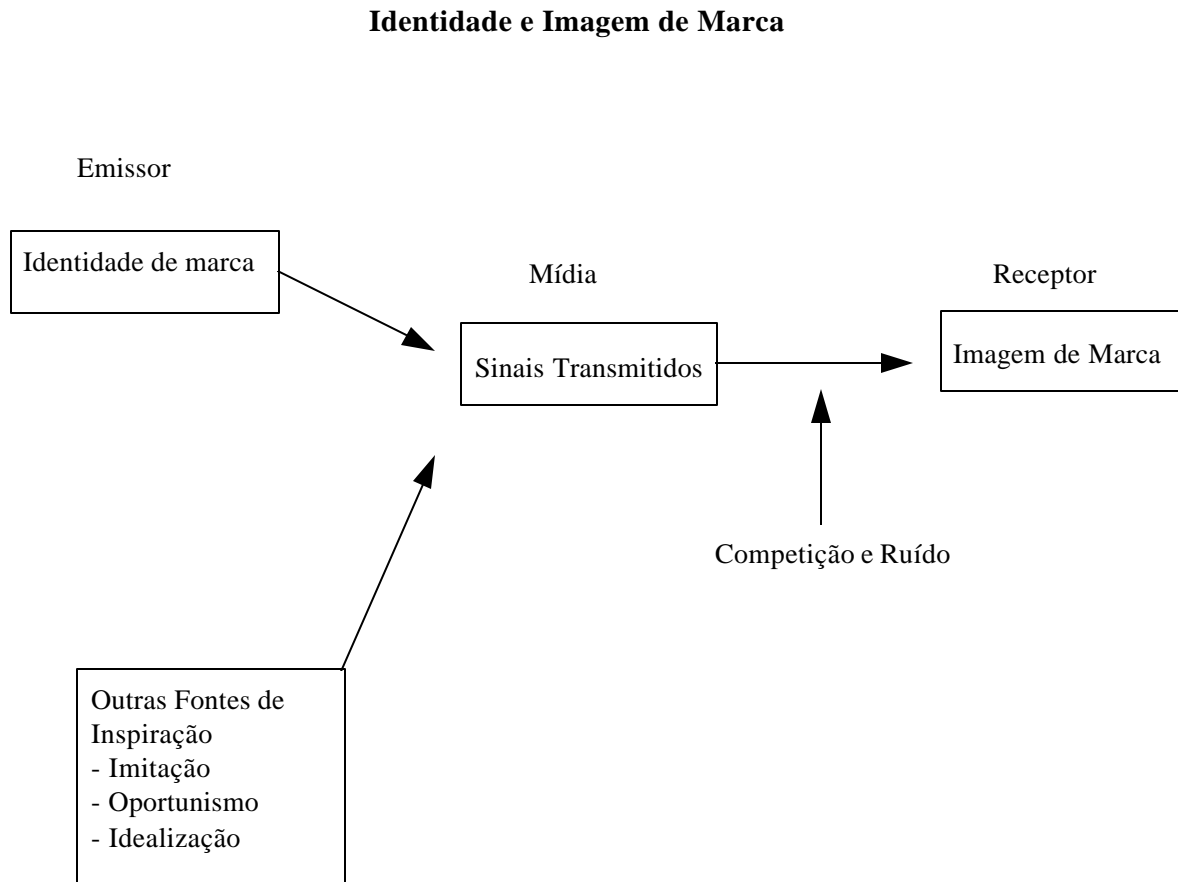 Identidade e Imagem de Marca
Emissor
Identidade de marca
Mídia
Receptor
Sinais Transmitidos
Imagem de Marca
Competição e Ruído
Outras Fontes de
Inspiração
- Imitação
- Oportunismo
- Idealização